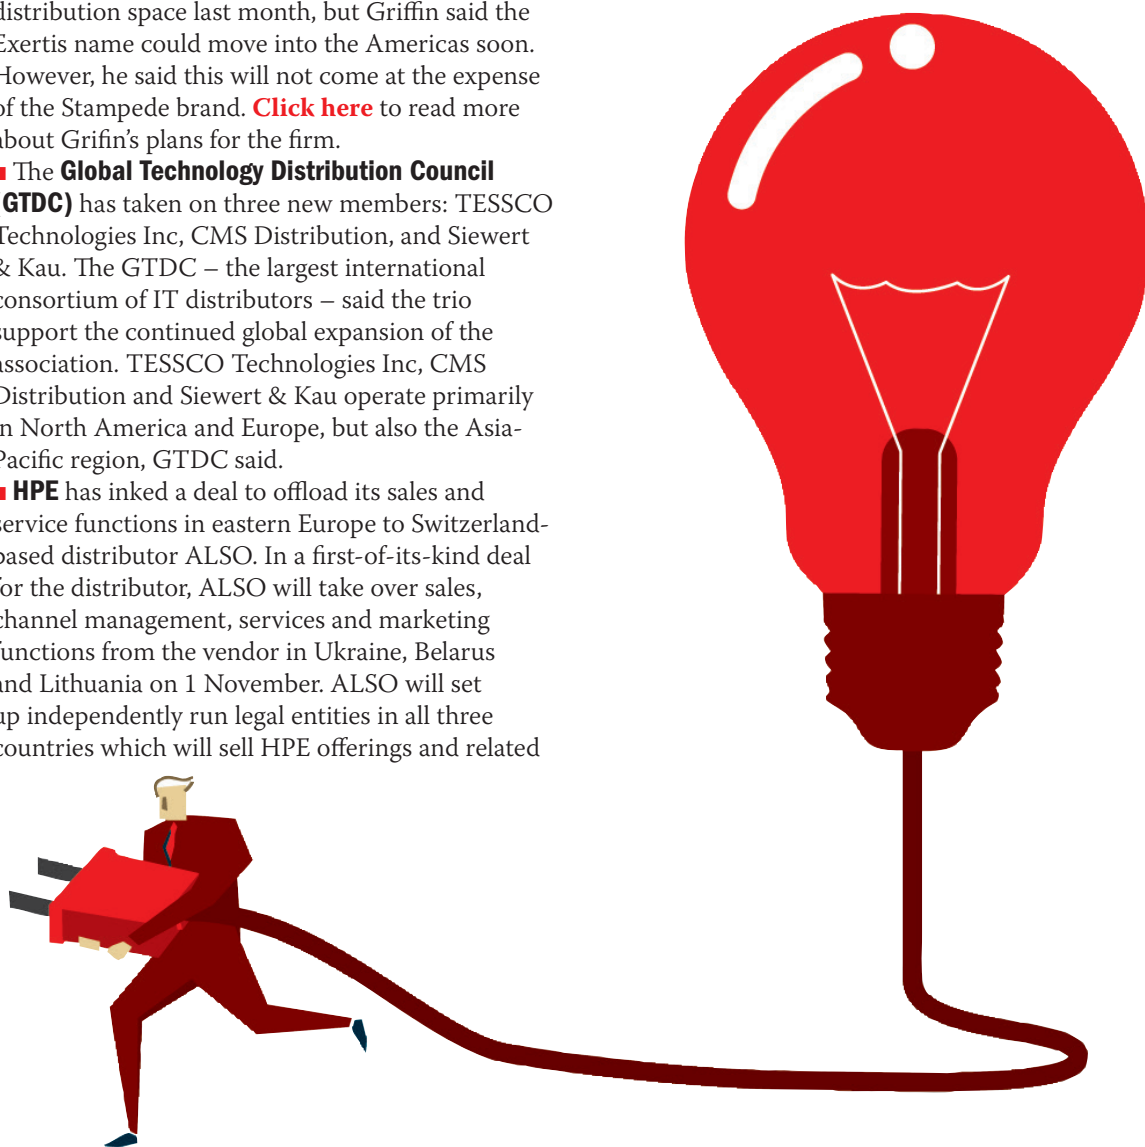 distribution space last month, but Griffin said the
Exertis name could move into the Americas soon.
However, he said this will not come at the expense
of the Stampede brand. Click here to read more
about Grifin’s plans for the firm.
The Global Technology Distribution Council
(GTDC) has taken on three new members: TESSCO
Technologies Inc, CMS Distribution, and Siewert
& Kau. The GTDC – the largest international
consortium of IT distributors – said the trio
support the continued global expansion of the
association. TESSCO Technologies Inc, CMS
Distribution and Siewert & Kau operate primarily
in North America and Europe, but also the Asia-
Pacific region, GTDC said.
HPE has inked a deal to offload its sales and
service functions in eastern Europe to Switzerland-
based distributor ALSO. In a first-of-its-kind deal
for the distributor, ALSO will take over sales,
channel management, services and marketing
functions from the vendor in Ukraine, Belarus
and Lithuania on 1 November. ALSO will set
up independently run legal entities in all three
countries which will sell HPE offerings and related